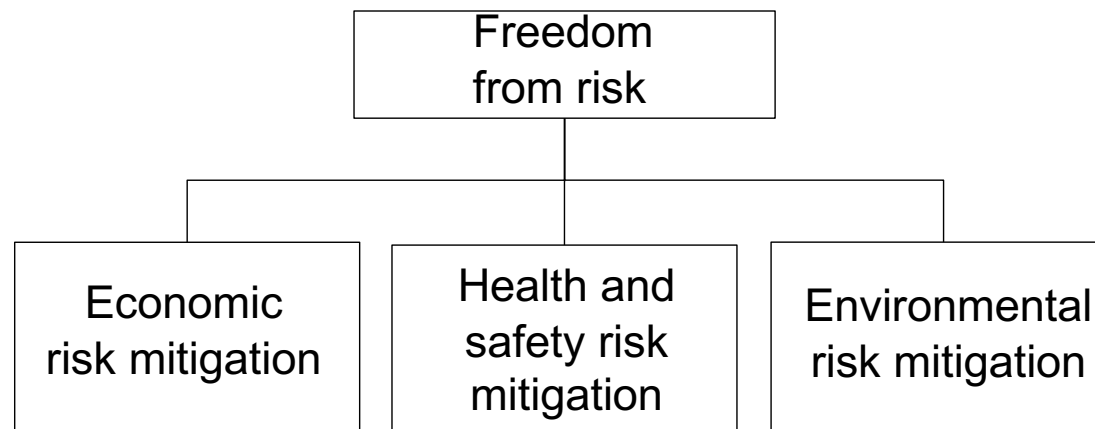 Freedom
from risk
Economic
risk mitigation
Health and
safety risk
mitigation
Environmental
risk mitigation